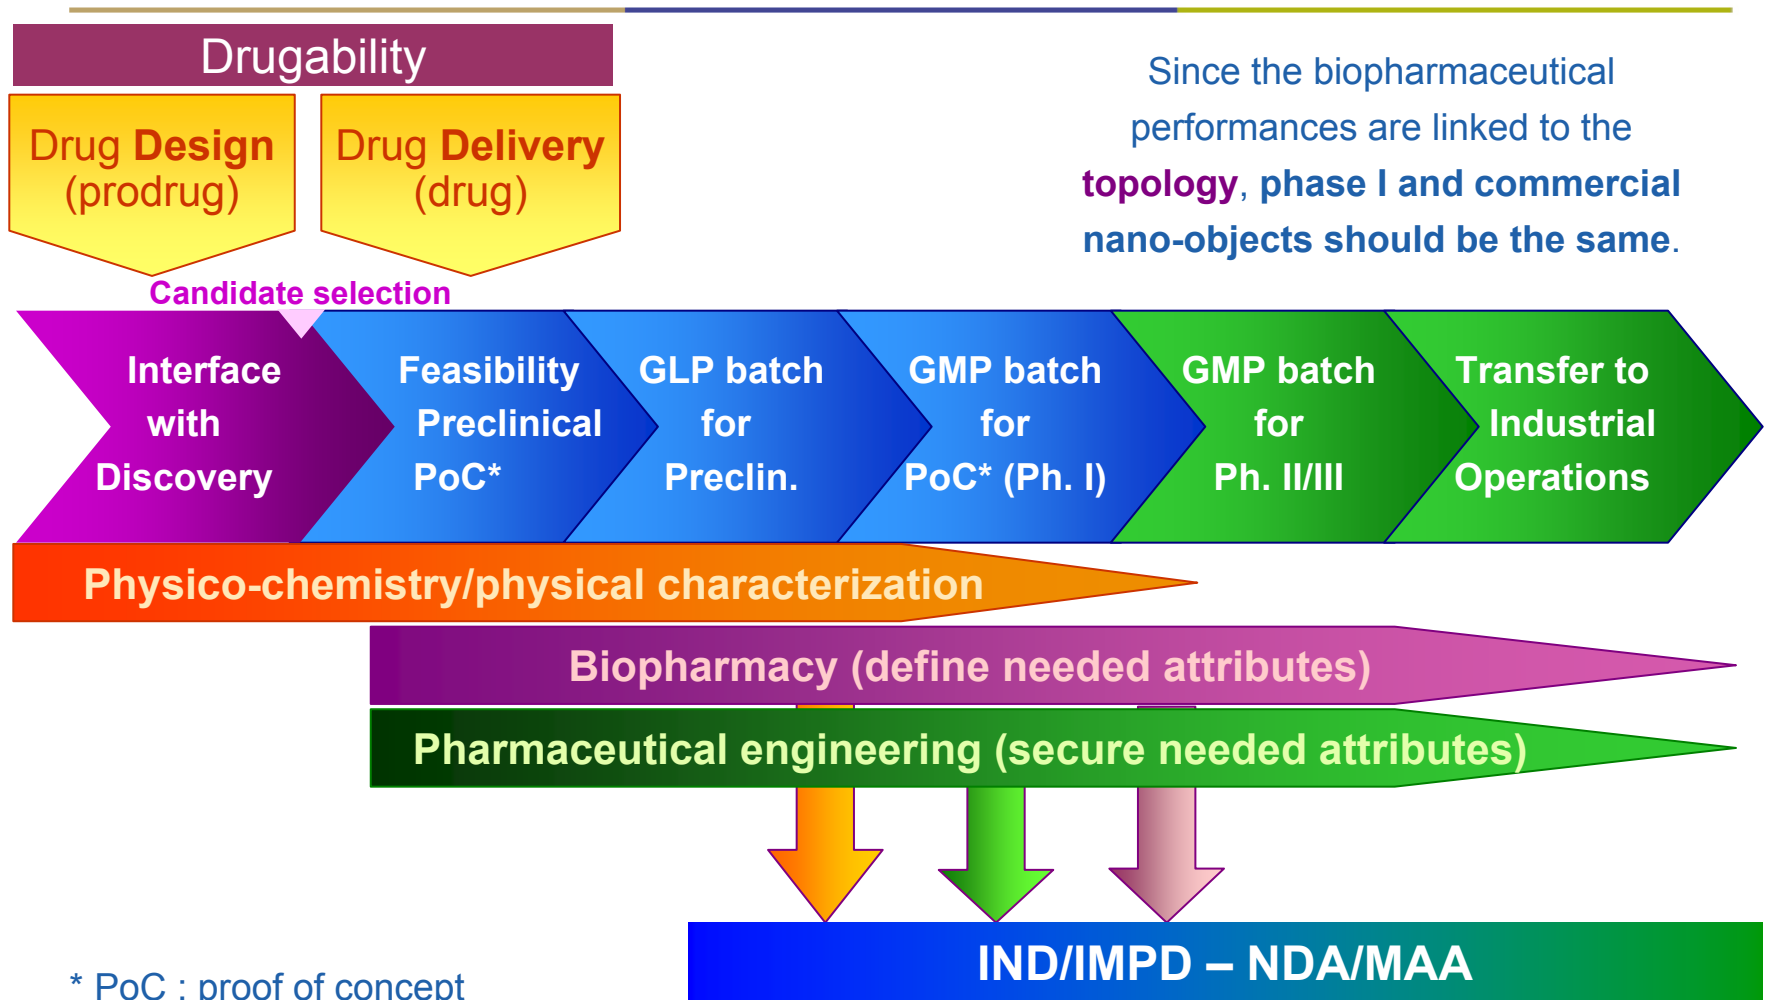 Drugability
Drug Design
(prodrug)
Drug Delivery
(drug)
Since the biopharmaceutical
performances are linked to the
topology, phase I and commercial
nano-objects should be the same.
Candidate selection
Interface
with
Discovery
Feasibility
Preclinical
PoC*
GLP batch
for
Preclin.
GMP batch
for
PoC* (Ph. I)
GMP batch
for
Ph. II/III
Transfer to
Industrial
Operations
Physico-chemistry/physical characterization
Biopharmacy (define needed attributes)
Pharmaceutical engineering (secure needed attributes)
IND/IMPD – NDA/MAA
* PoC : proof of concept